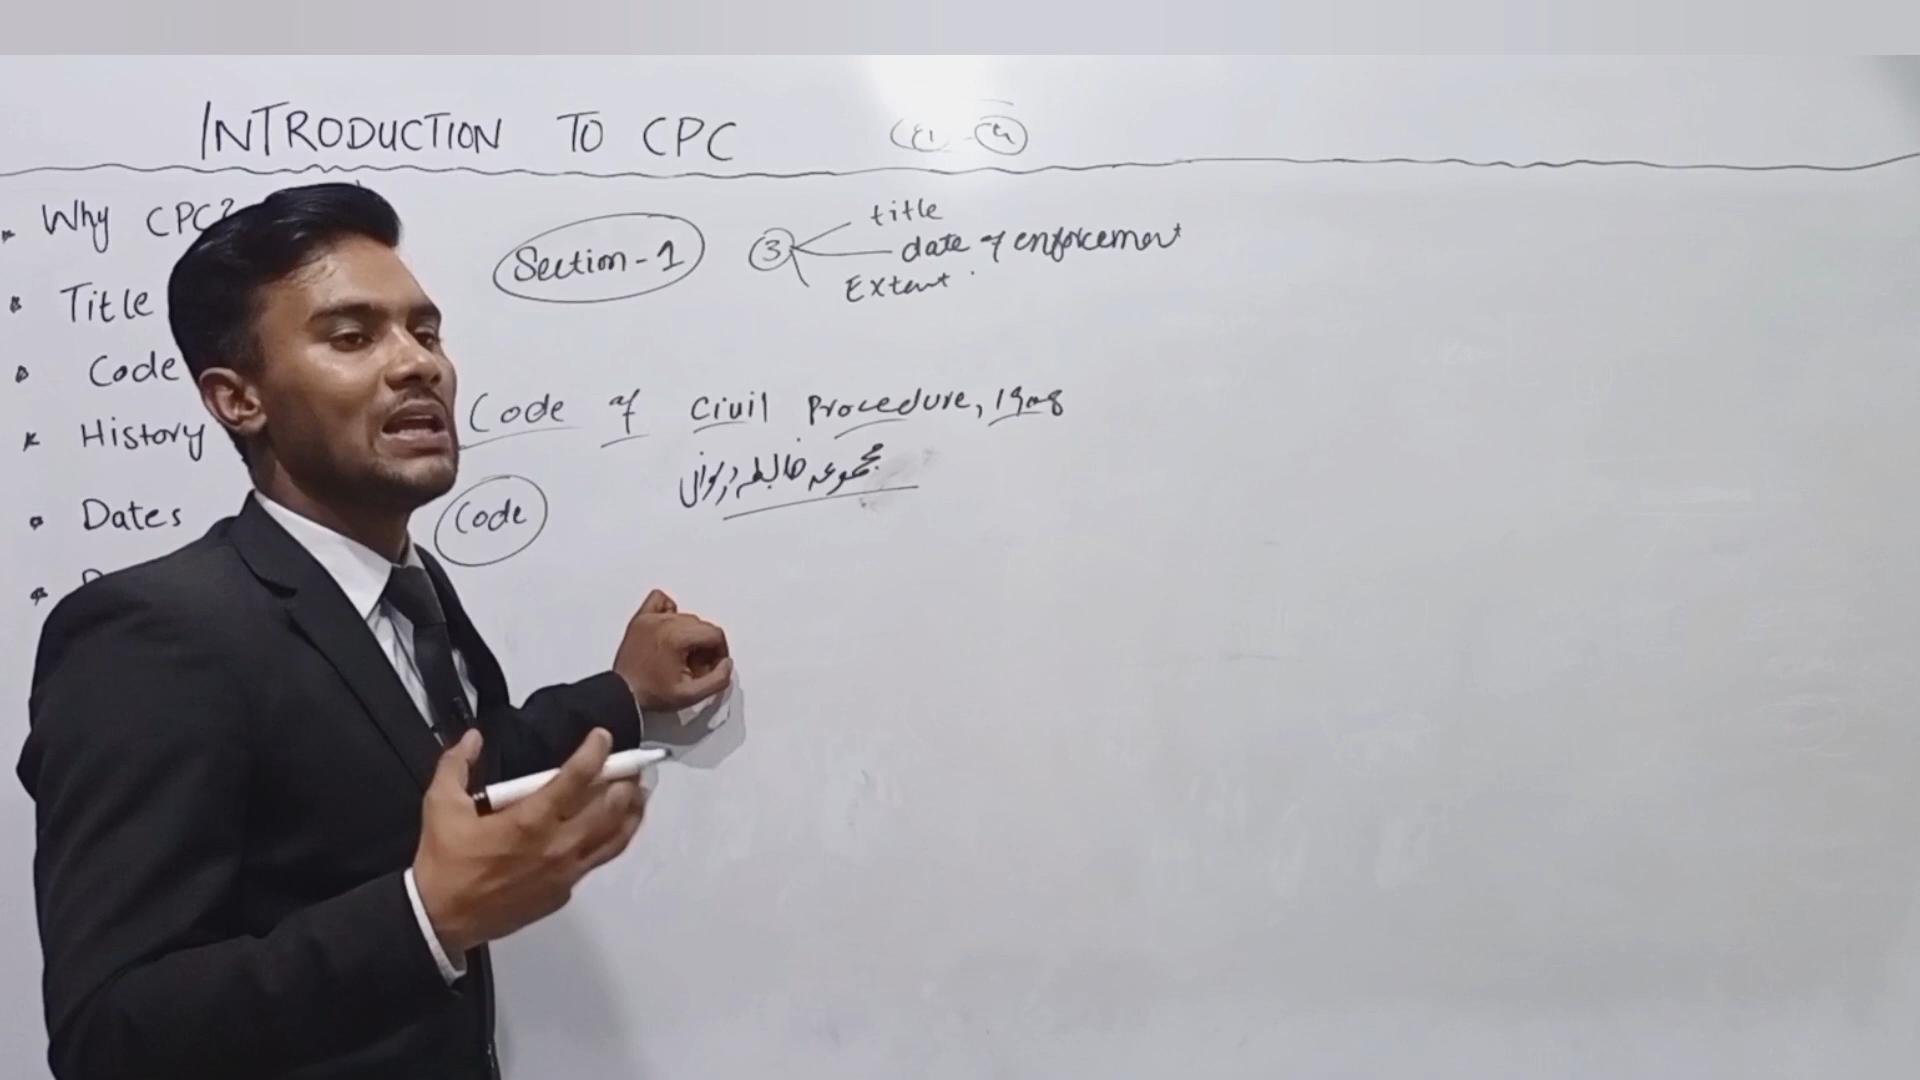 INTRODUCTION TO CPC
Why CPC?
Title
Code
History
Dates
Section-1
3
title
date of enforcement
Extent
Code of Civil Procedure, 1908
مجموعہ ضابطہ دیوانی
Code